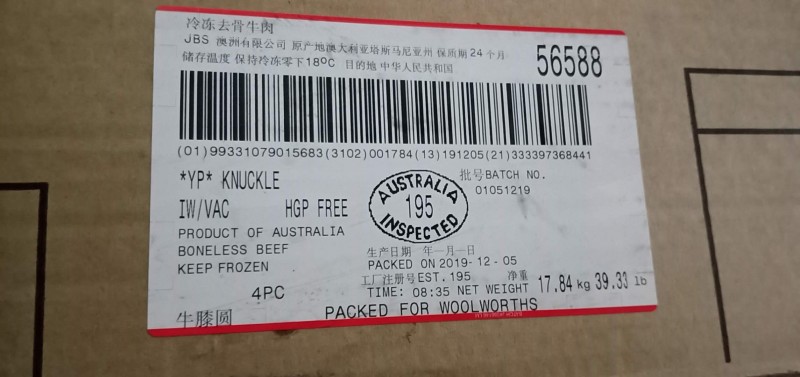 冷冻去骨牛肉
JBS 澳洲有限公司 原产地澳大利亚塔斯马尼亚州 保质期24个月
储存温度 保持冷冻零下18ºC 目的地 中华人民共和国
56588
(01)99331079015683(3102)001784(13)191205(21)333397368441
*YP* KNUCKLE
IW/VAC HGP FREE
PRODUCT OF AUSTRALIA
BONELESS BEEF
KEEP FROZEN
4PC
牛膝圆
AUSTRALIA
195
INSPECTED
批号BATCH NO.
01051219
生产日期 年-月-日
PACKED ON 2019-12-05
工厂注册号EST.195 净重
TIME: 08:35 NET WEIGHT 17.84 kg 39.33 lb
PACKED FOR WOOLWORTHS